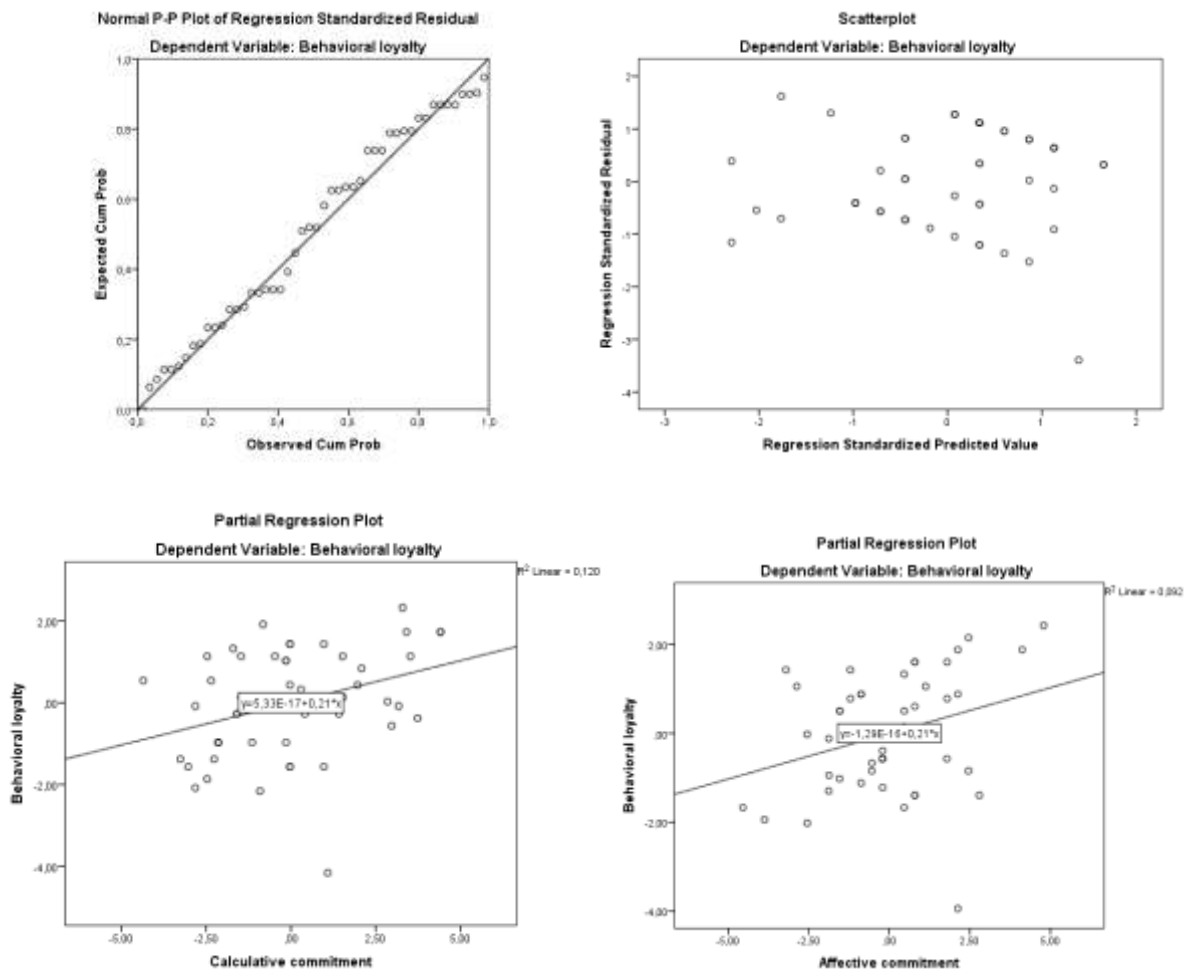 Normal P-P Plot of Regression Standardized Residual
Dependent Variable: Behavioral loyalty
1,0
0,8
0,6
0,4
0,2
0,0
0,0
0,2
0,4
0,6
0,8
1,0
Expected Cum Prob
Observed Cum Prob
Scatterplot
Dependent Variable: Behavioral loyalty
2
1
0
-1
-2
-3
-4
-3
-2
-1
0
1
2
Regression Standardized Residual
Regression Standardized Predicted Value
Partial Regression Plot
Dependent Variable: Behavioral loyalty
R² Linear = 0,120
2,00
,00
-2,00
-4,00
y=5,33E-17+0,21*x
-5,00
-2,50
,00
2,50
5,00
Behavioral loyalty
Calculative commitment
Partial Regression Plot
Dependent Variable: Behavioral loyalty
R² Linear = 0,092
2,00
,00
-2,00
-4,00
y=-1,29E-16+0,21*x
-5,00
-2,50
,00
2,50
5,00
Behavioral loyalty
Affective commitment